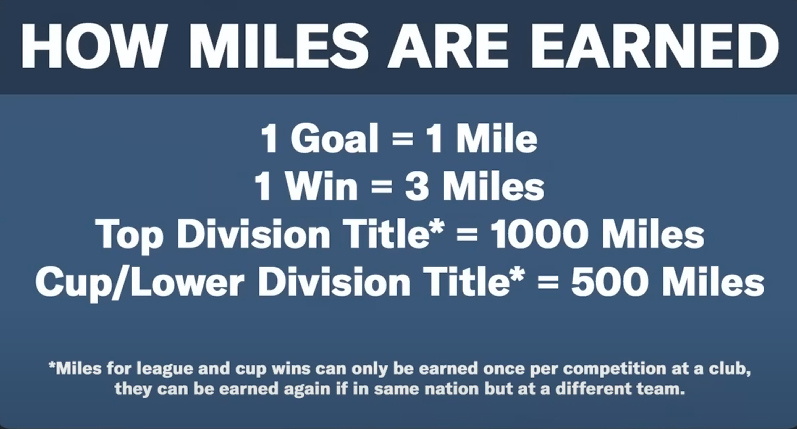 HOW MILES ARE EARNED
1 Goal = 1 Mile
1 Win = 3 Miles
Top Division Title* = 1000 Miles
Cup/Lower Division Title* = 500 Miles
*Miles for league and cup wins can only be earned once per competition at a club,
they can be earned again if in same nation but at a different team.